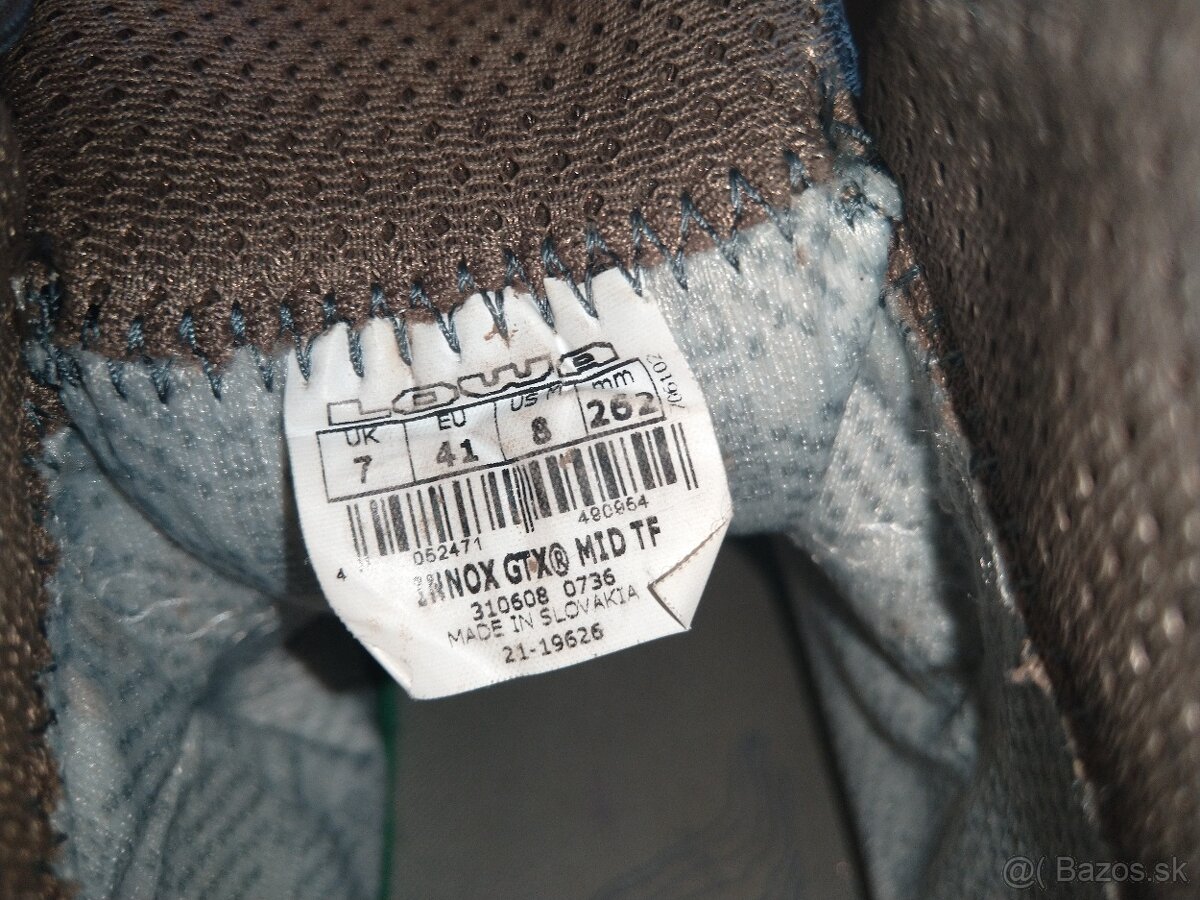 LOWA
UK EU US M mm
7 41 8 262
4 052471 480954
INNOX GTX® MID TF
310608 0736
MADE IN SLOVAKIA
21-19626
@( Bazos.sk